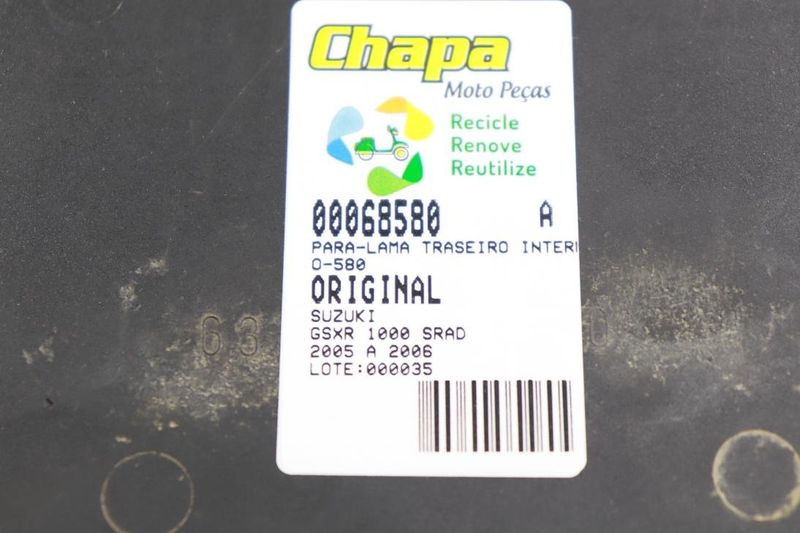 Chapa
Moto Peças
Recicle
Renove
Reutilize
00068580 A
PARA-LAMA TRASEIRO
O-580
ORIGINAL
SUZUKI
GSXR 1000 SRAD
2005 A 2006
LOTE:000035
63